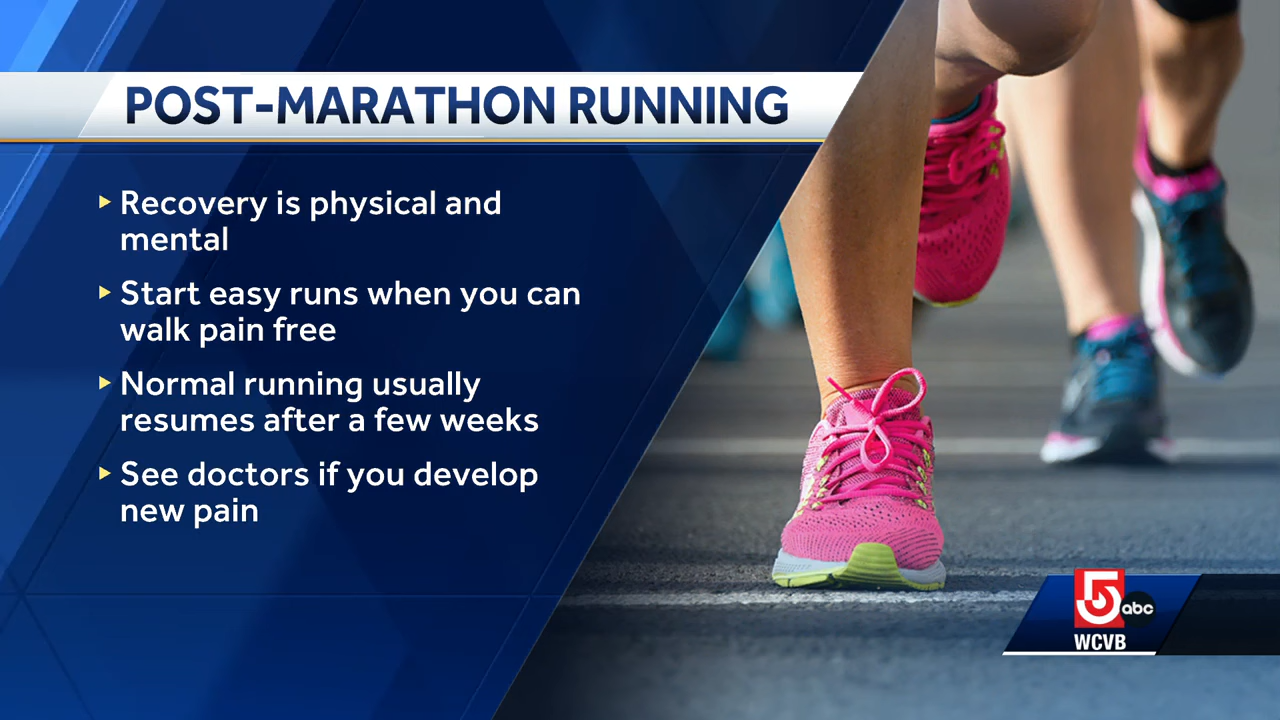 POST-MARATHON RUNNING
Recovery is physical and
mental
Start easy runs when you can
walk pain free
Normal running usually
resumes after a few weeks
See doctors if you develop
new pain
5 abc
WCVB